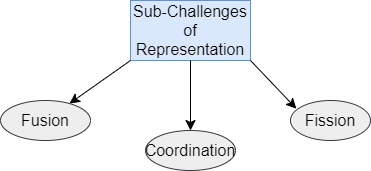 Sub-Challenges
of
Representation
Fusion
Coordination
Fission